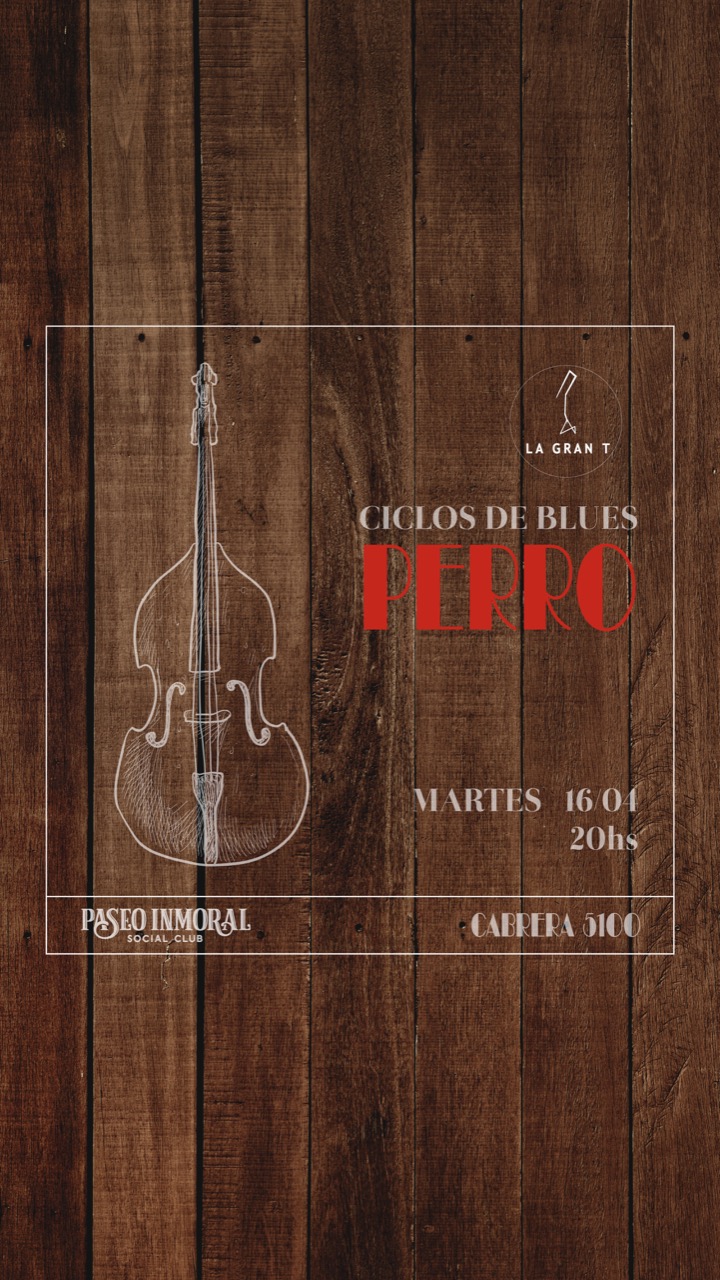 LA GRAN T
CICLOS DE BLUES
PERRO
MARTES 16/04
20hs
PASEO INMORAL
SOCIAL CLUB
CABRERA 5100